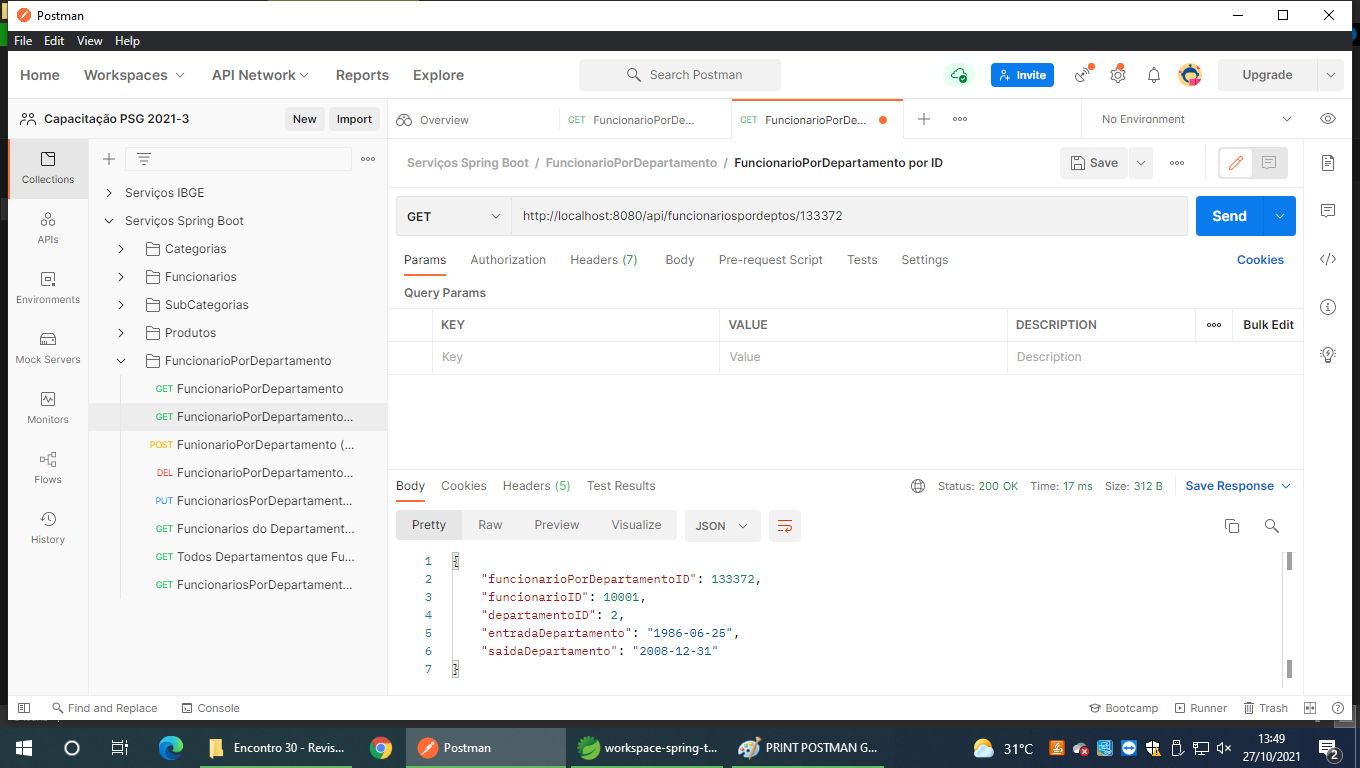 Postman
File Edit View Help
Home Workspaces API Network Reports Explore Search Postman Invite Upgrade
Capacitação PSG 2021-3 New Import Overview GET FuncionarioPorDe... GET FuncionarioPorDe... No Environment
Serviços Spring Boot / FuncionarioPorDepartamento / FuncionarioPorDepartamento por ID Save
Collections
APIs
Environments
Mock Servers
Monitors
Flows
History
Serviços IBGE
Serviços Spring Boot
Categorias
Funcionarios
SubCategorias
Produtos
FuncionarioPorDepartamento
GET FuncionarioPorDepartamento
GET FuncionarioPorDepartamento...
POST FunionarioPorDepartamento (...
DEL FuncionarioPorDepartamento...
PUT FuncionariosPorDepartament...
GET Funcionarios do Departament...
GET Todos Departamentos que Fu...
GET FuncionariosPorDepartament...
GET http://localhost:8080/api/funcionariospordeptos/133372 Send
Params Authorization Headers (7) Body Pre-request Script Tests Settings Cookies
Query Params
KEY VALUE DESCRIPTION Bulk Edit
Key Value Description
Body Cookies Headers (5) Test Results Status: 200 OK Time: 17 ms Size: 312 B Save Response
Pretty Raw Preview Visualize JSON
1 {
2 "funcionarioPorDepartamentoID": 133372,
3 "funcionarioID": 10001,
4 "departamentoID": 2,
5 "entradaDepartamento": "1986-06-25",
6 "saidaDepartamento": "2008-12-31"
7 }
Find and Replace Console Bootcamp Runner Trash
Encontro 30 - Revis... Postman workspace-spring-t... PRINT POSTMAN G... 31°C 13:49
27/10/2021 2